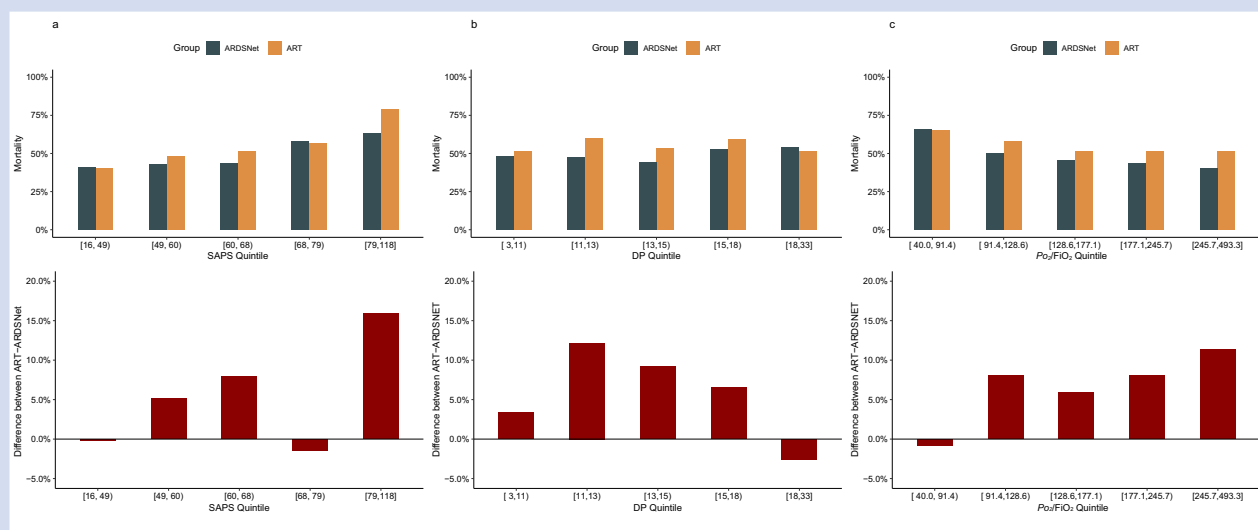 a
Group ARDSNet ART
100%
75%
50%
25%
0%
Mortality
[16, 49) [49, 60) [60, 68) [68, 79) [79,118]
SAPS Quintile
20.0%
15.0%
10.0%
5.0%
0.0%
−5.0%
Difference between ART−ARDSNet
[16, 49) [49, 60) [60, 68) [68, 79) [79,118]
SAPS Quintile
b
Group ARDSNet ART
100%
75%
50%
25%
0%
Mortality
[ 3,11) [11,13) [13,15) [15,18) [18,33]
DP Quintile
20.0%
15.0%
10.0%
5.0%
0.0%
−5.0%
Difference between ART−ARDSNET
[ 3,11) [11,13) [13,15) [15,18) [18,33]
DP Quintile
c
Group ARDSNet ART
100%
75%
50%
25%
0%
Mortality
[ 40.0, 91.4) [ 91.4,128.6) [128.6,177.1) [177.1,245.7) [245.7,493.3]
Po₂/FiO₂ Quintile
20.0%
15.0%
10.0%
5.0%
0.0%
−5.0%
Difference between ART−ARDSNET
[ 40.0, 91.4) [ 91.4,128.6) [128.6,177.1) [177.1,245.7) [245.7,493.3]
Po₂/FiO₂ Quintile